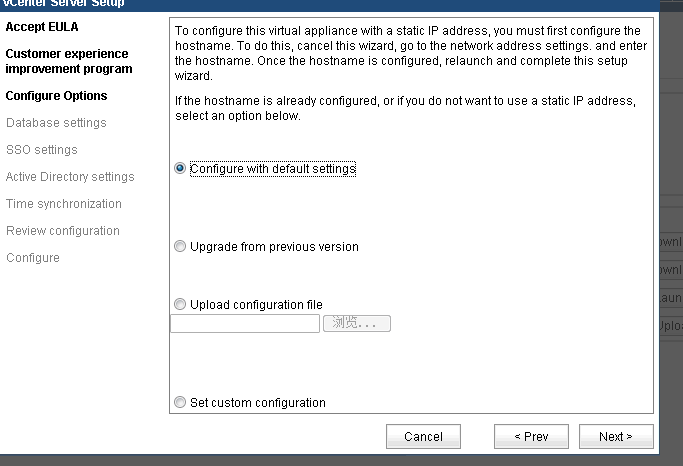 vCenter Server Setup
Accept EULA
Customer experience
improvement program
Configure Options
Database settings
SSO settings
Active Directory settings
Time synchronization
Review configuration
Configure
To configure this virtual appliance with a static IP address, you must first configure the
hostname. To do this, cancel this wizard, go to the network address settings. and enter
the hostname. Once the hostname is configured, relaunch and complete this setup
wizard.
If the hostname is already configured, or if you do not want to use a static IP address,
select an option below.
Configure with default settings
Upgrade from previous version
Upload configuration file
浏览...
Set custom configuration
Cancel
< Prev
Next >